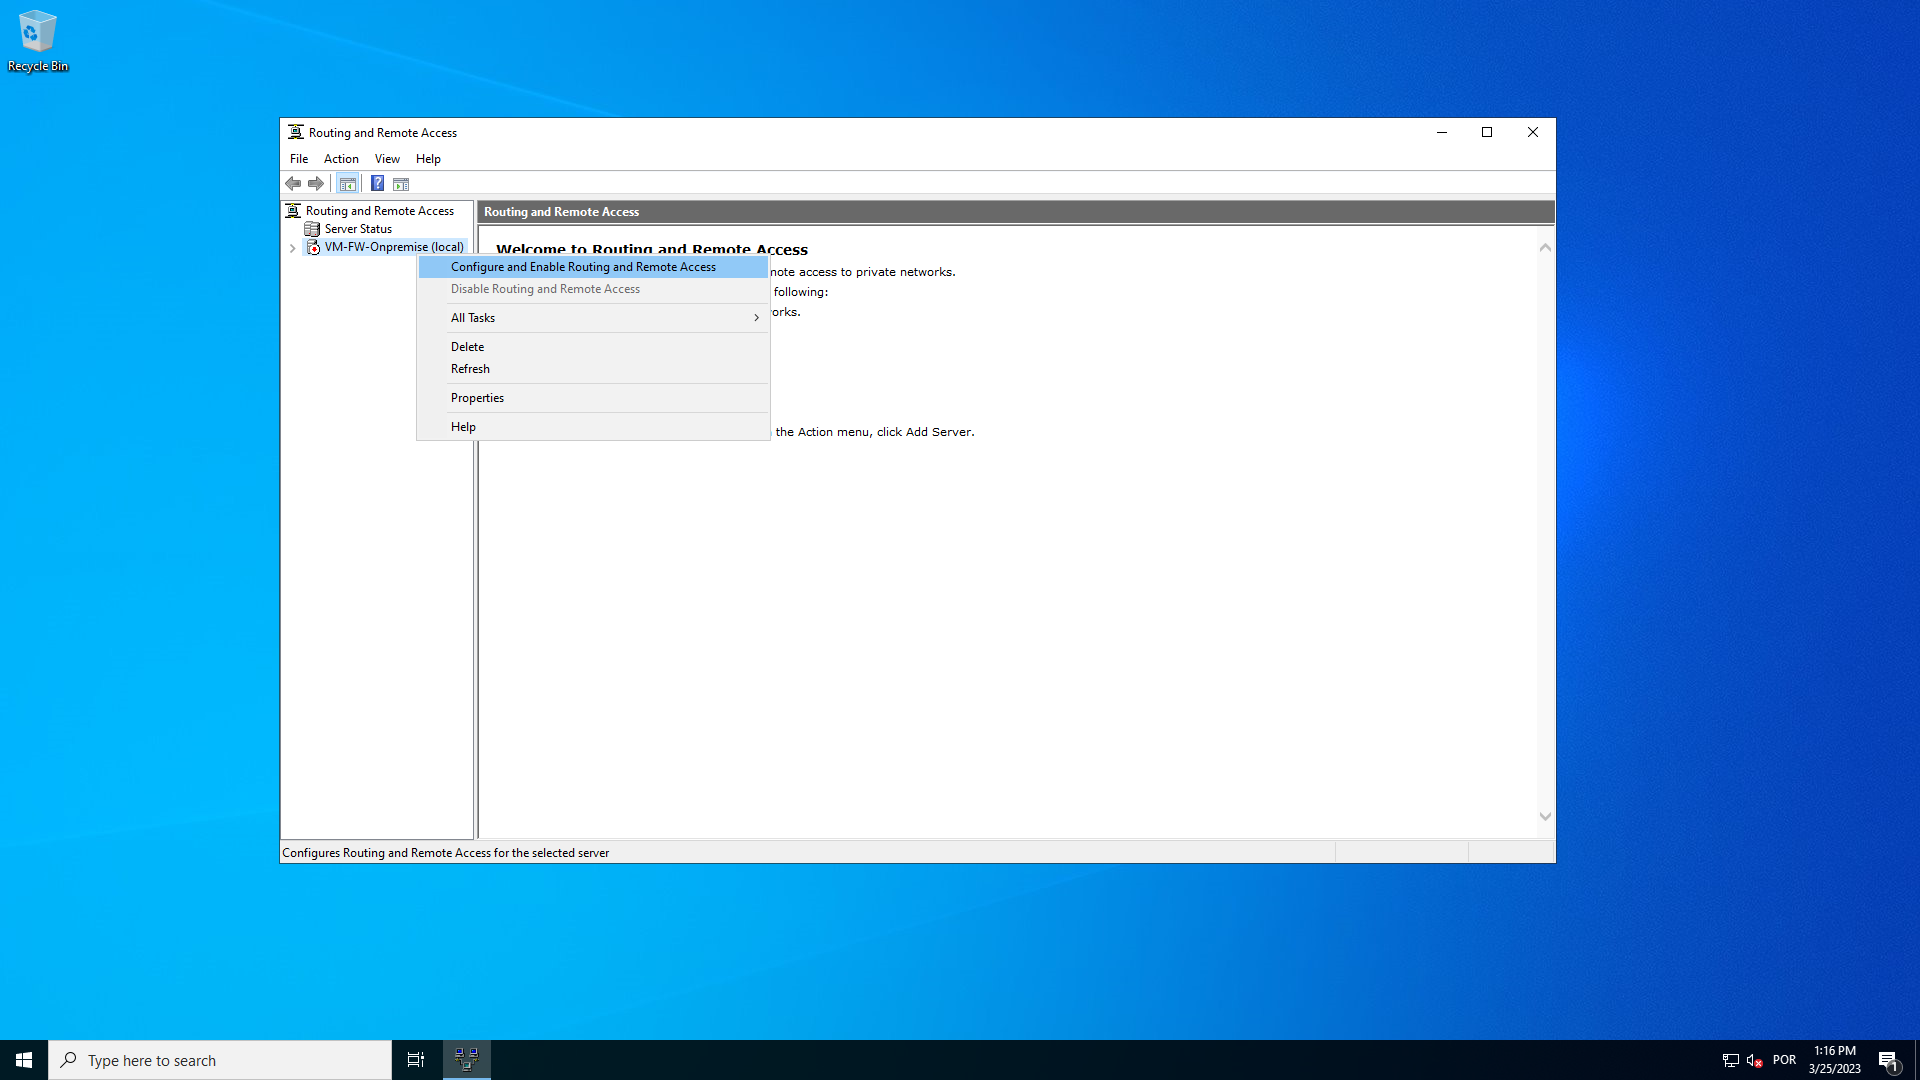 Recycle Bin
Routing and Remote Access
File Action View Help
Routing and Remote Access
Server Status
VM-FW-Onpremise (local)
Routing and Remote Access
Welcome to Routing and Remote Access
mote access to private networks.
following:
orks.
the Action menu, click Add Server.
Configure and Enable Routing and Remote Access
Disable Routing and Remote Access
All Tasks
Delete
Refresh
Properties
Help
Configures Routing and Remote Access for the selected server
Type here to search
POR
1:16 PM
3/25/2023
1